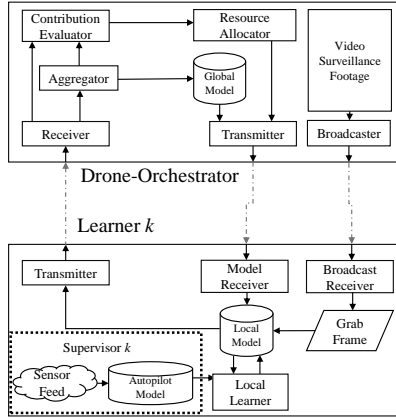 Contribution
Evaluator
Resource
Allocator
Video
Surveillance
Footage
Aggregator
Global
Model
Receiver
Transmitter
Broadcaster
Drone-Orchestrator
Learner k
Transmitter
Model
Receiver
Broadcast
Receiver
Local
Model
Grab
Frame
Supervisor k
Sensor
Feed
Autopilot
Model
Local
Learner